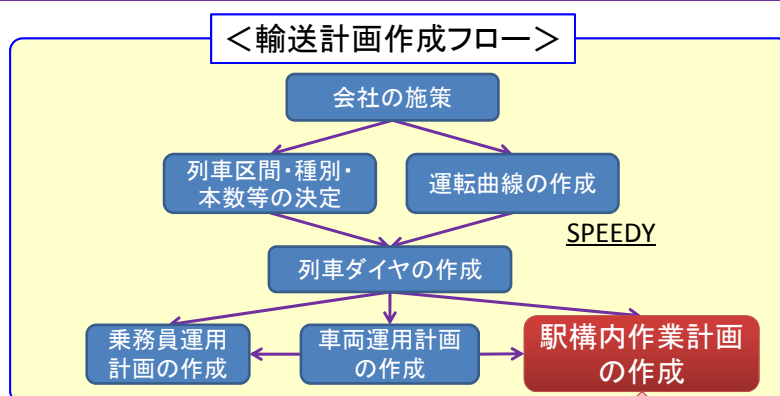 ＜輸送計画作成フロー＞
会社の施策
列車区間・種別・
本数等の決定
運転曲線の作成
SPEEDY
列車ダイヤの作成
乗務員運用
計画の作成
車両運用計画
の作成
駅構内作業計画
の作成